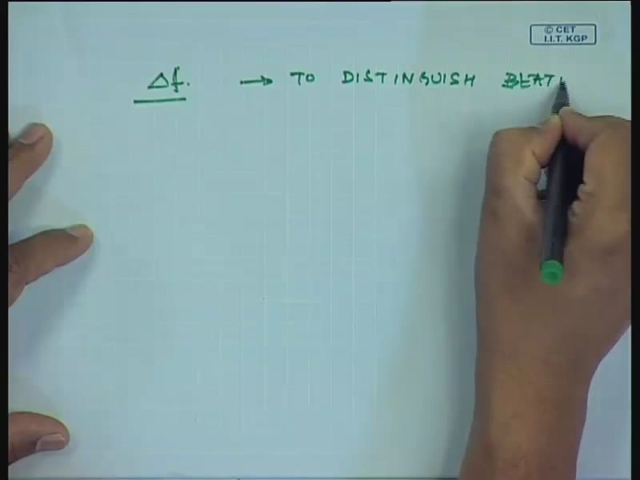 © CET
I.I.T. KGP
Δf. → TO DISTINGUISH BEAT